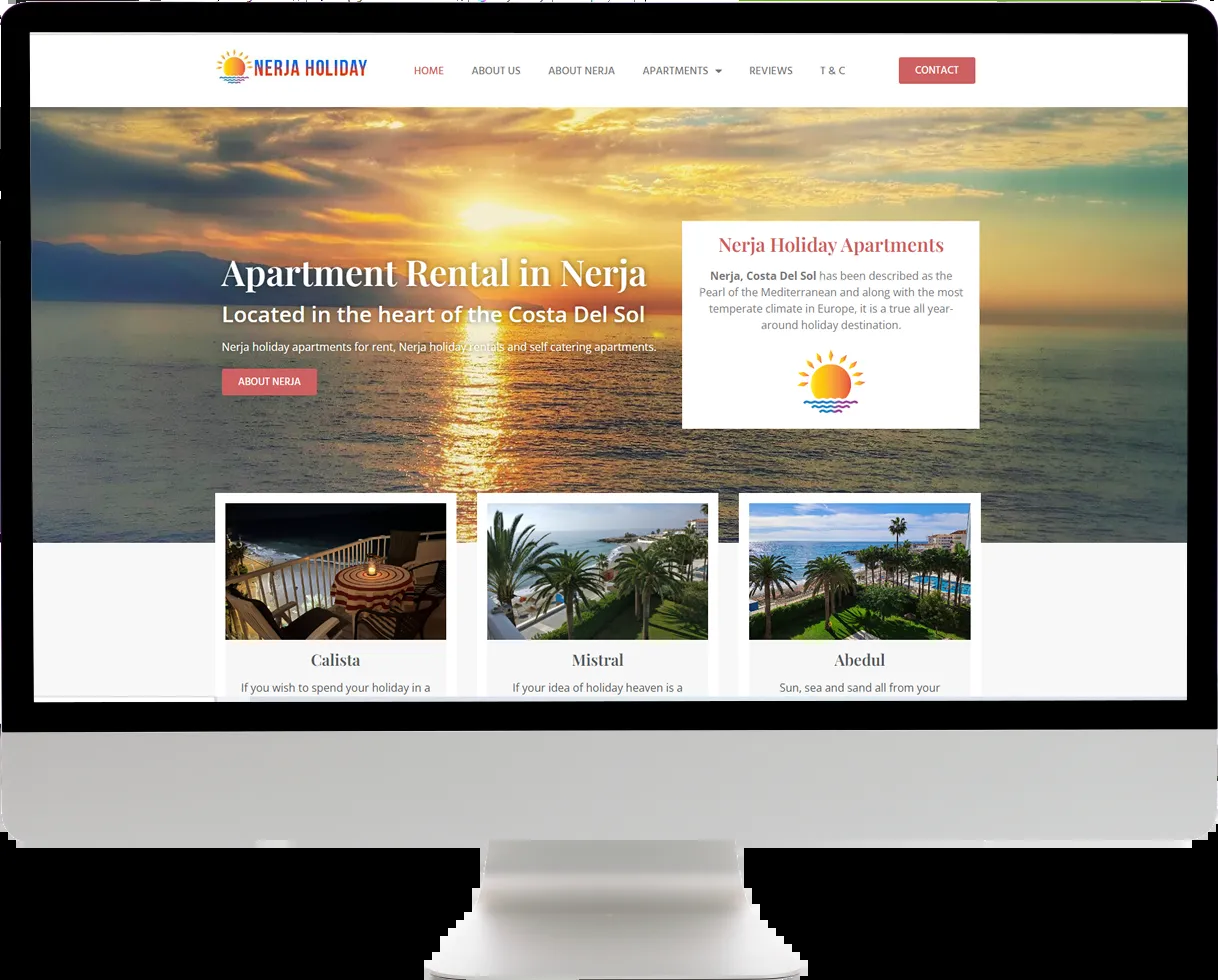 NERJA HOLIDAY
HOME ABOUT US ABOUT NERJA APARTMENTS REVIEWS T & C CONTACT
Apartment Rental in Nerja
Located in the heart of the Costa Del Sol
Nerja holiday apartments for rent, Nerja holiday rentals and self catering apartments.
ABOUT NERJA
Nerja Holiday Apartments
Nerja, Costa Del Sol has been described as the
Pearl of the Mediterranean and along with the most
temperate climate in Europe, it is a true all year-
around holiday destination.
Calista
If you wish to spend your holiday in a
Mistral
If your idea of holiday heaven is a
Abedul
Sun, sea and sand all from your